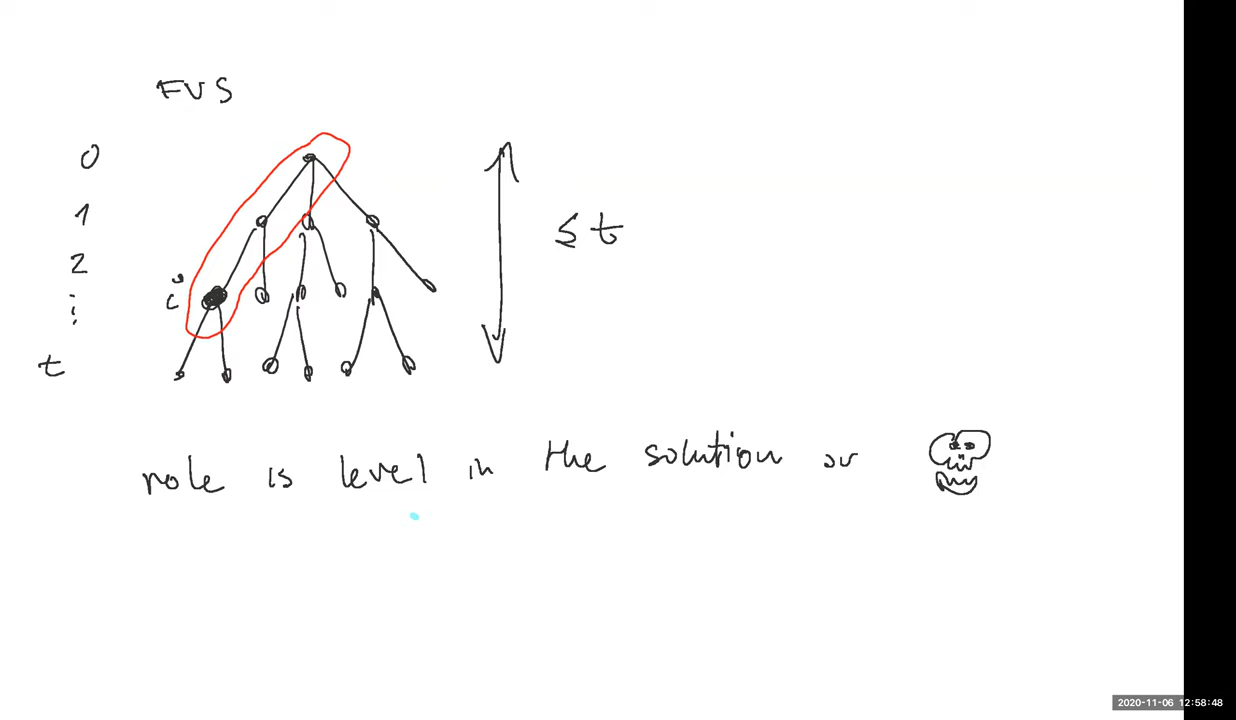 FVS
0
1
2
i
⋮
t
≤ t
role is level in the solution or
2020-11-06 12:58:48